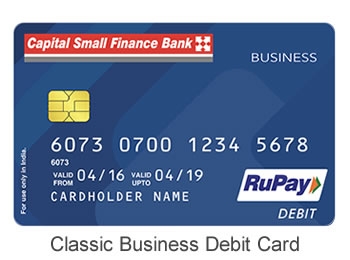 Capital Small Finance Bank
BUSINESS
For use only in India.
6073 0700 1234 5678
6073
VALID FROM 04/16 VALID UPTO 04/19
CARDHOLDER NAME
RuPay
DEBIT
Classic Business Debit Card